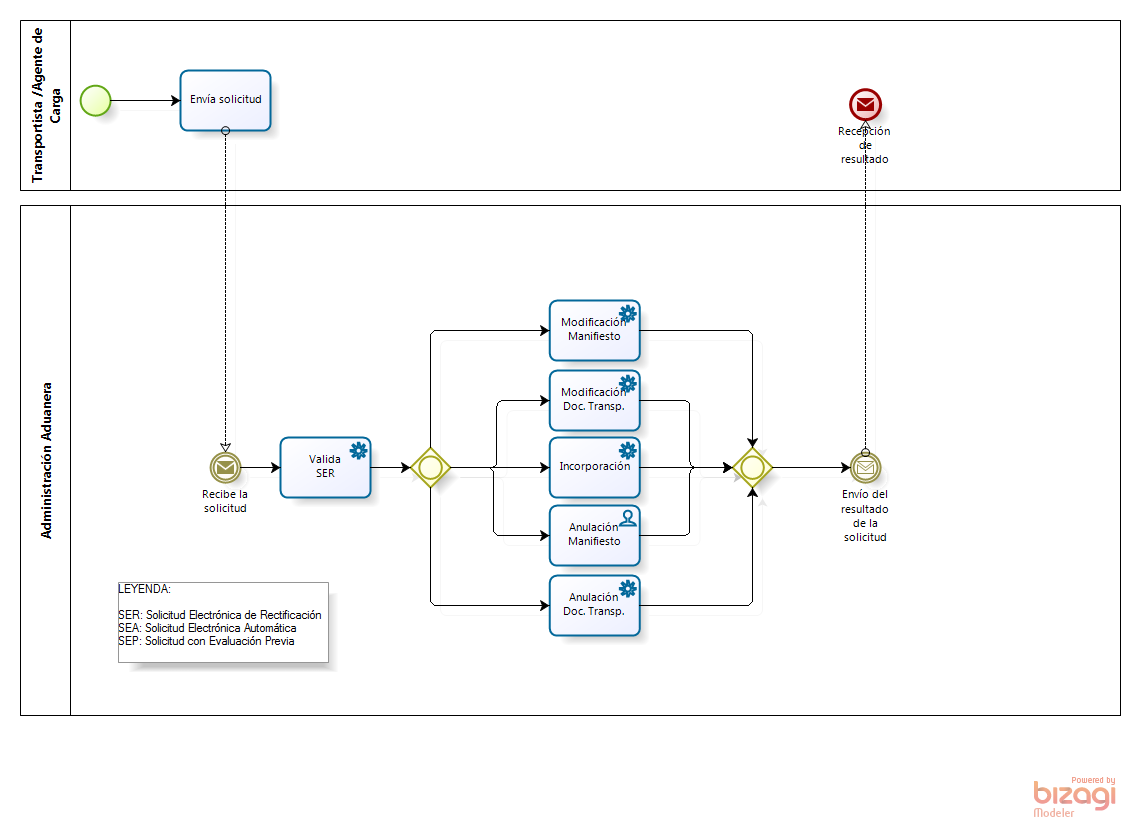 Transportista /Agente de
Carga
Envía solicitud
Recepción
de
resultado
Administración Aduanera
Recibe la
solicitud
Valida
SER
Modificación
Manifiesto
Modificación
Doc. Transp.
Incorporación
Anulación
Manifiesto
Anulación
Doc. Transp.
Envío del
resultado
de la
solicitud
LEYENDA:
SER: Solicitud Electrónica de Rectificación
SEA: Solicitud Electrónica Automática
SEP: Solicitud con Evaluación Previa
Powered by
bizagi
Modeler